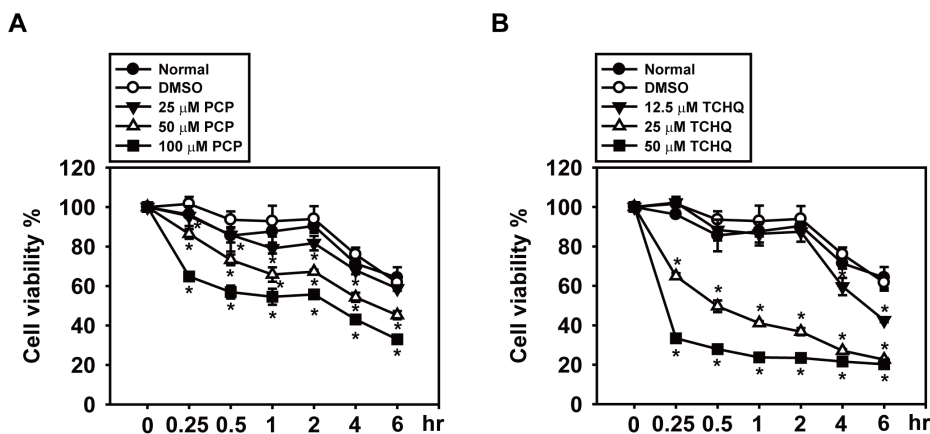 A
Normal
DMSO
25 μM PCP
50 μM PCP
100 μM PCP
Cell viability %
120
100
80
60
40
20
0
0 0.25 0.5 1 2 4 6 hr
B
Normal
DMSO
12.5 μM TCHQ
25 μM TCHQ
50 μM TCHQ
Cell viability %
120
100
80
60
40
20
0
0 0.25 0.5 1 2 4 6 hr